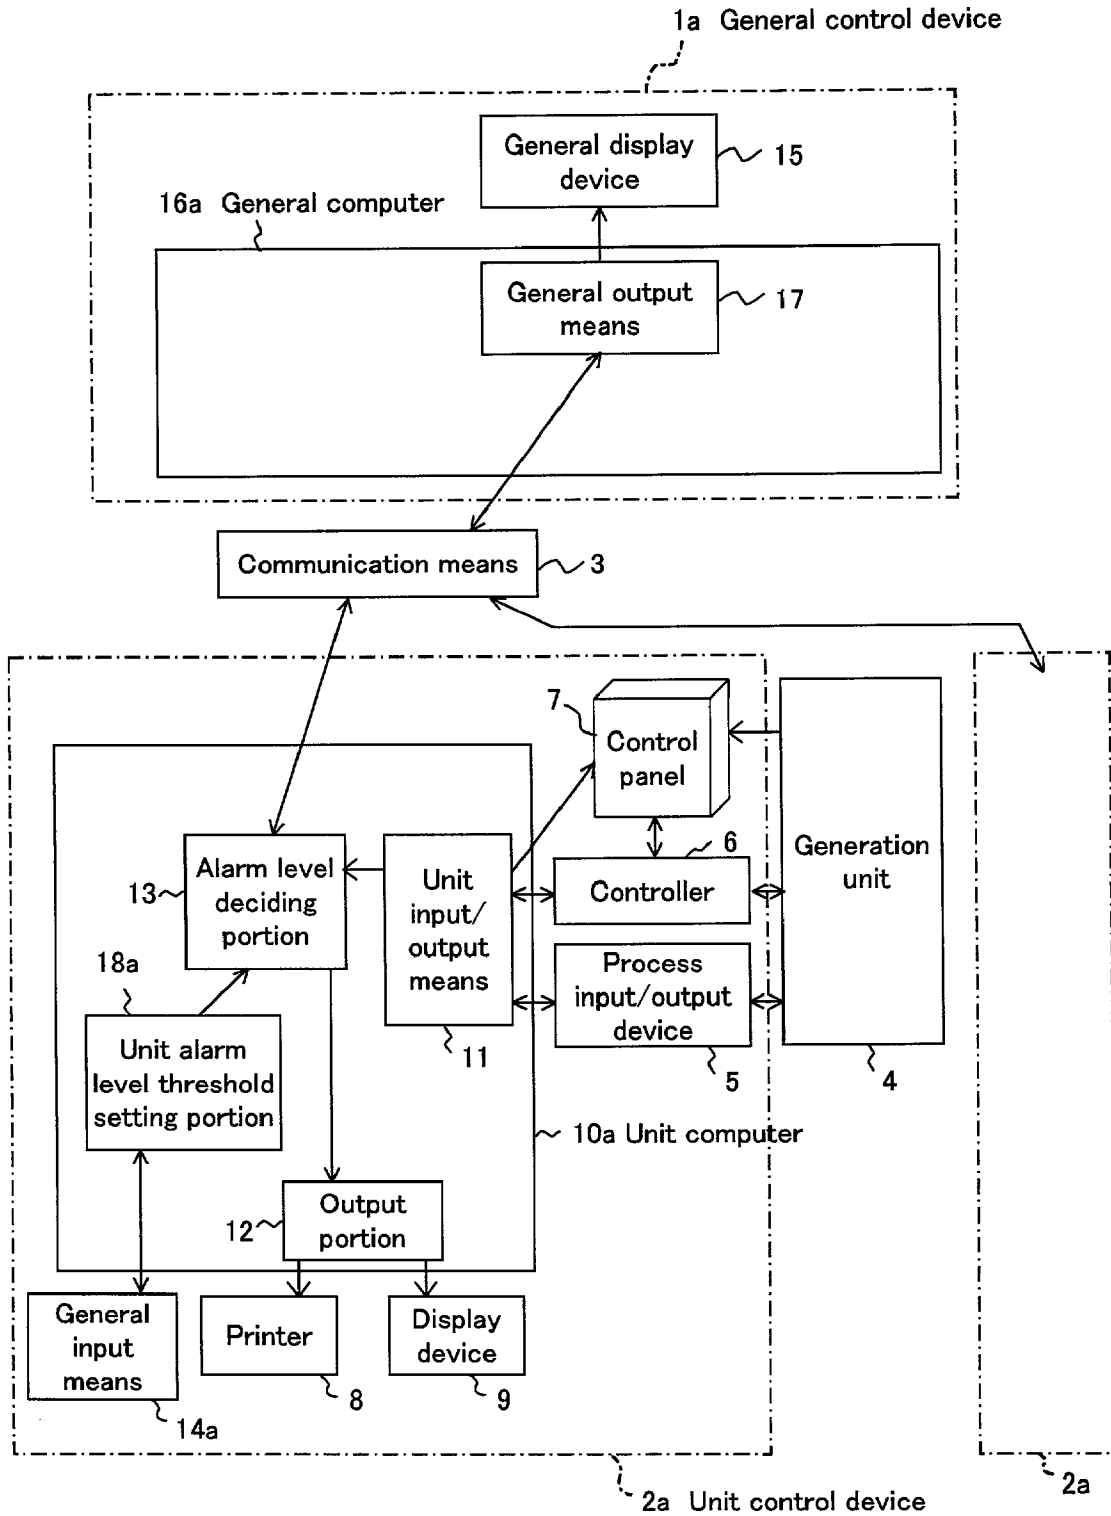 1a General control device
General display
device
15
16a General computer
General output
means
17
Communication means
3
7
Control
panel
6
Controller
Generation
unit
4
Alarm level
deciding
portion
13
Unit
input/
output
means
11
Process
input/output
device
5
18a
Unit alarm
level threshold
setting portion
10a Unit computer
12
Output
portion
General
input
means
14a
Printer
8
Display
device
9
2a Unit control device
2a